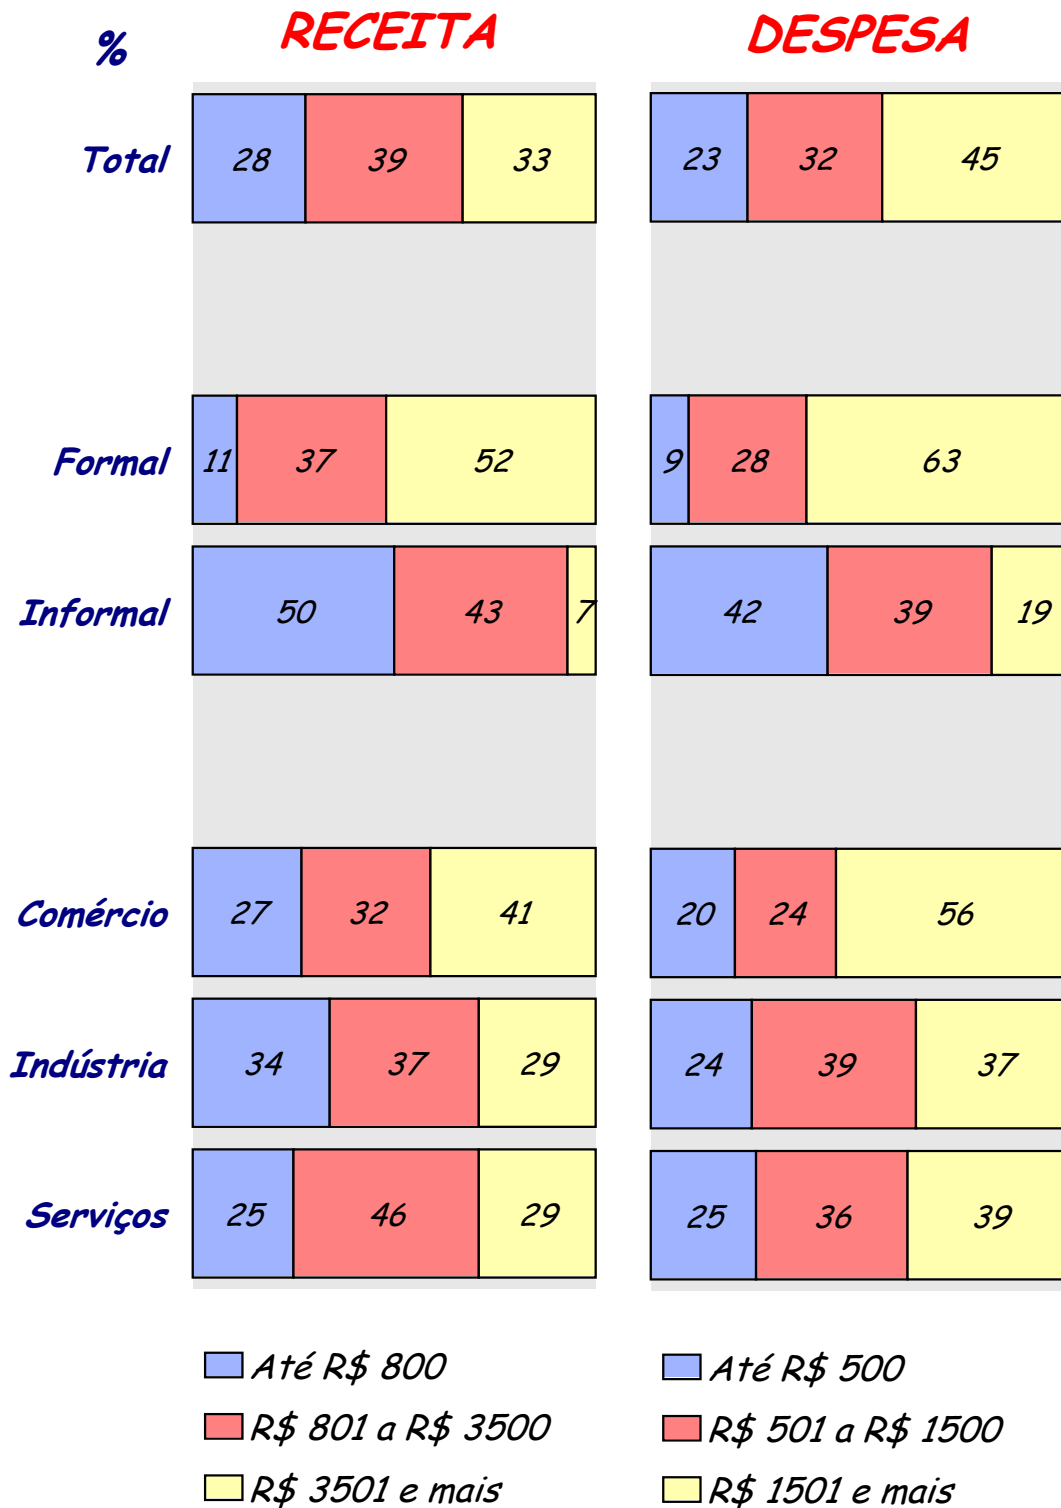 % RECEITA DESPESA
Total 28 39 33 23 32 45
Formal 11 37 52 9 28 63
Informal 50 43 7 42 39 19
Comércio 27 32 41 20 24 56
Indústria 34 37 29 24 39 37
Serviços 25 46 29 25 36 39
Até R$ 800 Até R$ 500
R$ 801 a R$ 3500 R$ 501 a R$ 1500
R$ 3501 e mais R$ 1501 e mais